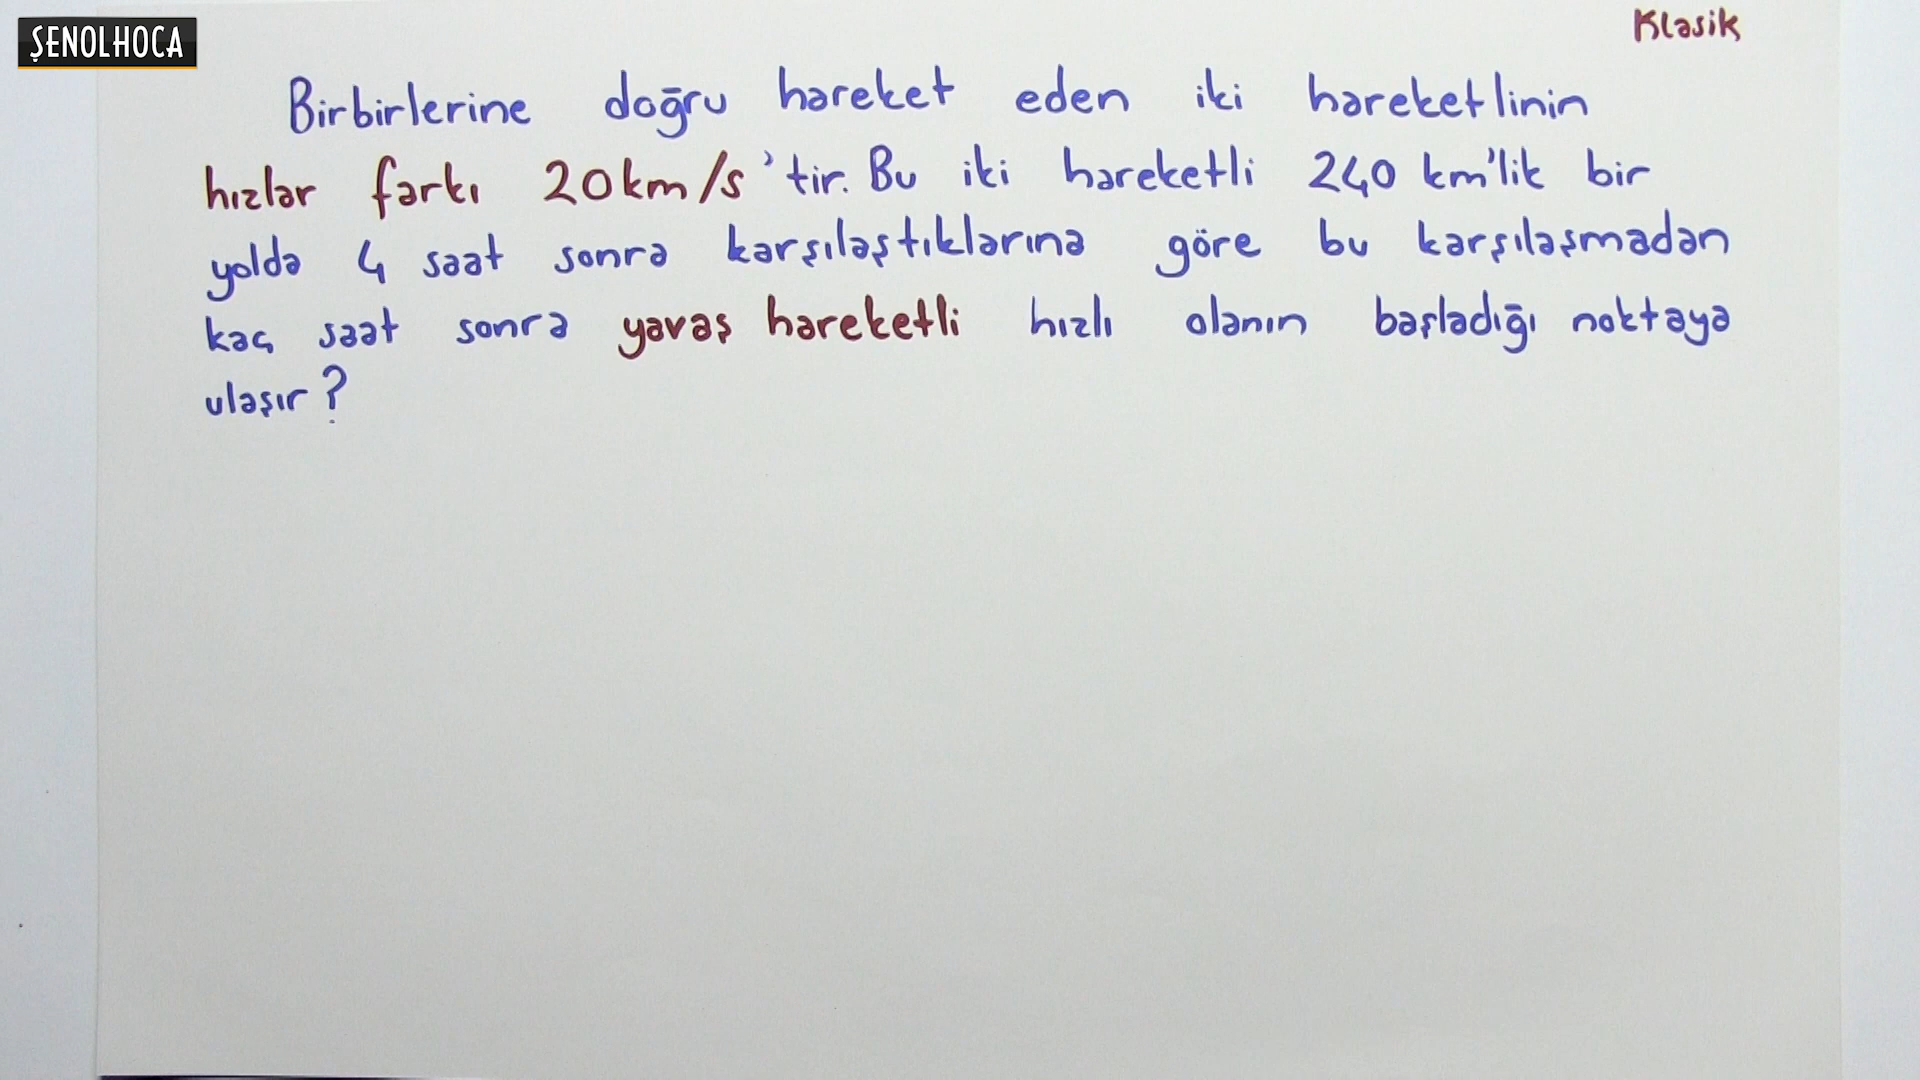 ŞENOLHOCA
Klasik
Birbirlerine doğru hareket eden iki hareketlinin
hızlar farkı 20km/s'tir. Bu iki hareketli 240 km'lik bir
yolda 4 saat sonra karşılaştıklarına göre bu karşılaşmadan
kaç saat sonra yavaş hareketli hızlı olanın başladığı noktaya
ulaşır?